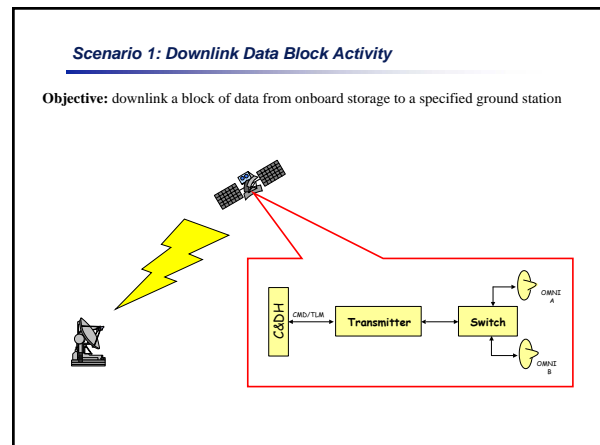 Scenario 1: Downlink Data Block Activity
Objective: downlink a block of data from onboard storage to a specified ground station
C&DH
CMD/TLM
Transmitter
Switch
OMNI
A
OMNI
B